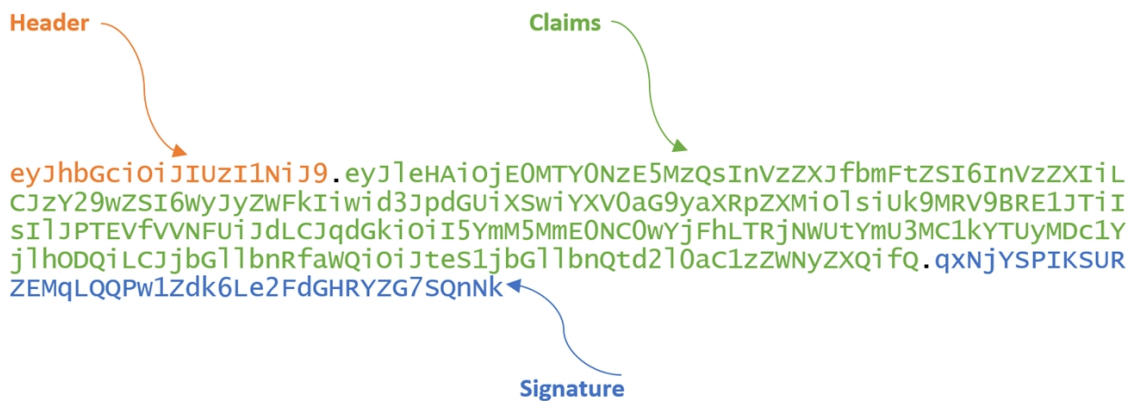 Header
Claims
eyJhbGciOiJIUzI1NiJ9.eyJleHAiOjE0MTY0NzE5MzQsInVzZXJfbmFtZSI6InVzZXIiL
CJzY29wZSI6WyJyZWFkIiwid3JpdGUiXSwiYXV0aG9yaXRpZXMiOlsiUk9MRV9BRE1JTiI
sIlJPTEVfVVNFUiJdLCJqdGkiOiI5YmM5MmE0NC0wYjFhLTRjNWUtYmU3MC1kYTUyMDc1Y
jlhODQiLCJjbGllbnRfaWQiOiJteS1jbGllbnQtd2l0aC1zZWNyZXQifQ.qxNjYSPIKSUR
ZEMqLQQPw1Zdk6Le2FdGHRYZG7SQnNk
Signature